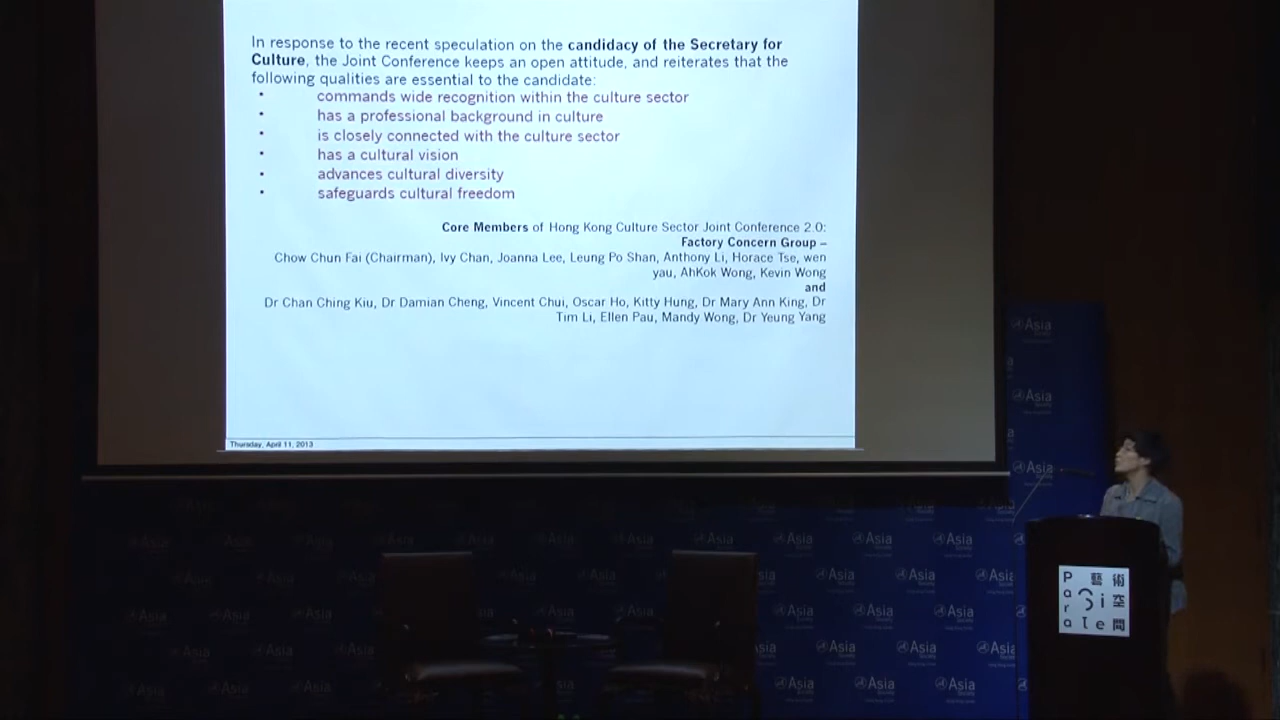 In response to the recent speculation on the candidacy of the Secretary for
Culture, the Joint Conference keeps an open attitude, and reiterates that the
following qualities are essential to the candidate:
• commands wide recognition within the culture sector
• has a professional background in culture
• is closely connected with the culture sector
• has a cultural vision
• advances cultural diversity
• safeguards cultural freedom
Core Members of Hong Kong Culture Sector Joint Conference 2.0:
Factory Concern Group –
Chow Chun Fai (Chairman), Ivy Chan, Joanna Lee, Leung Po Shan, Anthony Li, Horace Tse, wen
yau, AhKok Wong, Kevin Wong
and
Dr Chan Ching Kiu, Dr Damian Cheng, Vincent Chui, Oscar Ho, Kitty Hung, Dr Mary Ann King, Dr
Tim Li, Ellen Pau, Mandy Wong, Dr Yeung Yang
Thursday, April 11, 2013
Asia
Asia
Asia
Asia Society
Para Site 藝術空間